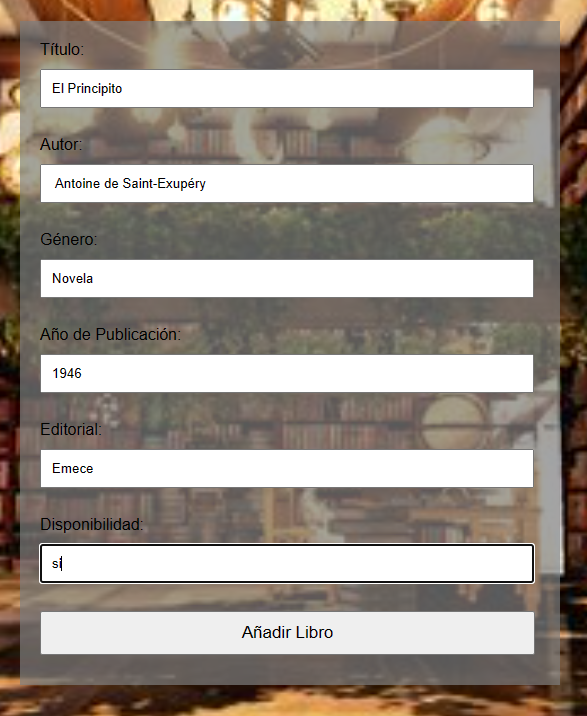 Título:
El Principito
Autor:
Antoine de Saint-Exupéry
Género:
Novela
Año de Publicación:
1946
Editorial:
Emece
Disponibilidad:
si
Añadir Libro